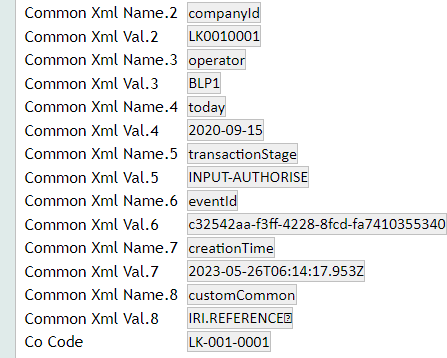 Common Xml Name.2 companyId
Common Xml Val.2 LK0010001
Common Xml Name.3 operator
Common Xml Val.3 BLP1
Common Xml Name.4 today
Common Xml Val.4 2020-09-15
Common Xml Name.5 transactionStage
Common Xml Val.5 INPUT-AUTHORISE
Common Xml Name.6 eventId
Common Xml Val.6 c32542aa-f3ff-4228-8fcd-fa7410355340
Common Xml Name.7 creationTime
Common Xml Val.7 2023-05-26T06:14:17.953Z
Common Xml Name.8 customCommon
Common Xml Val.8 IRI.REFERENCE
Co Code LK-001-0001